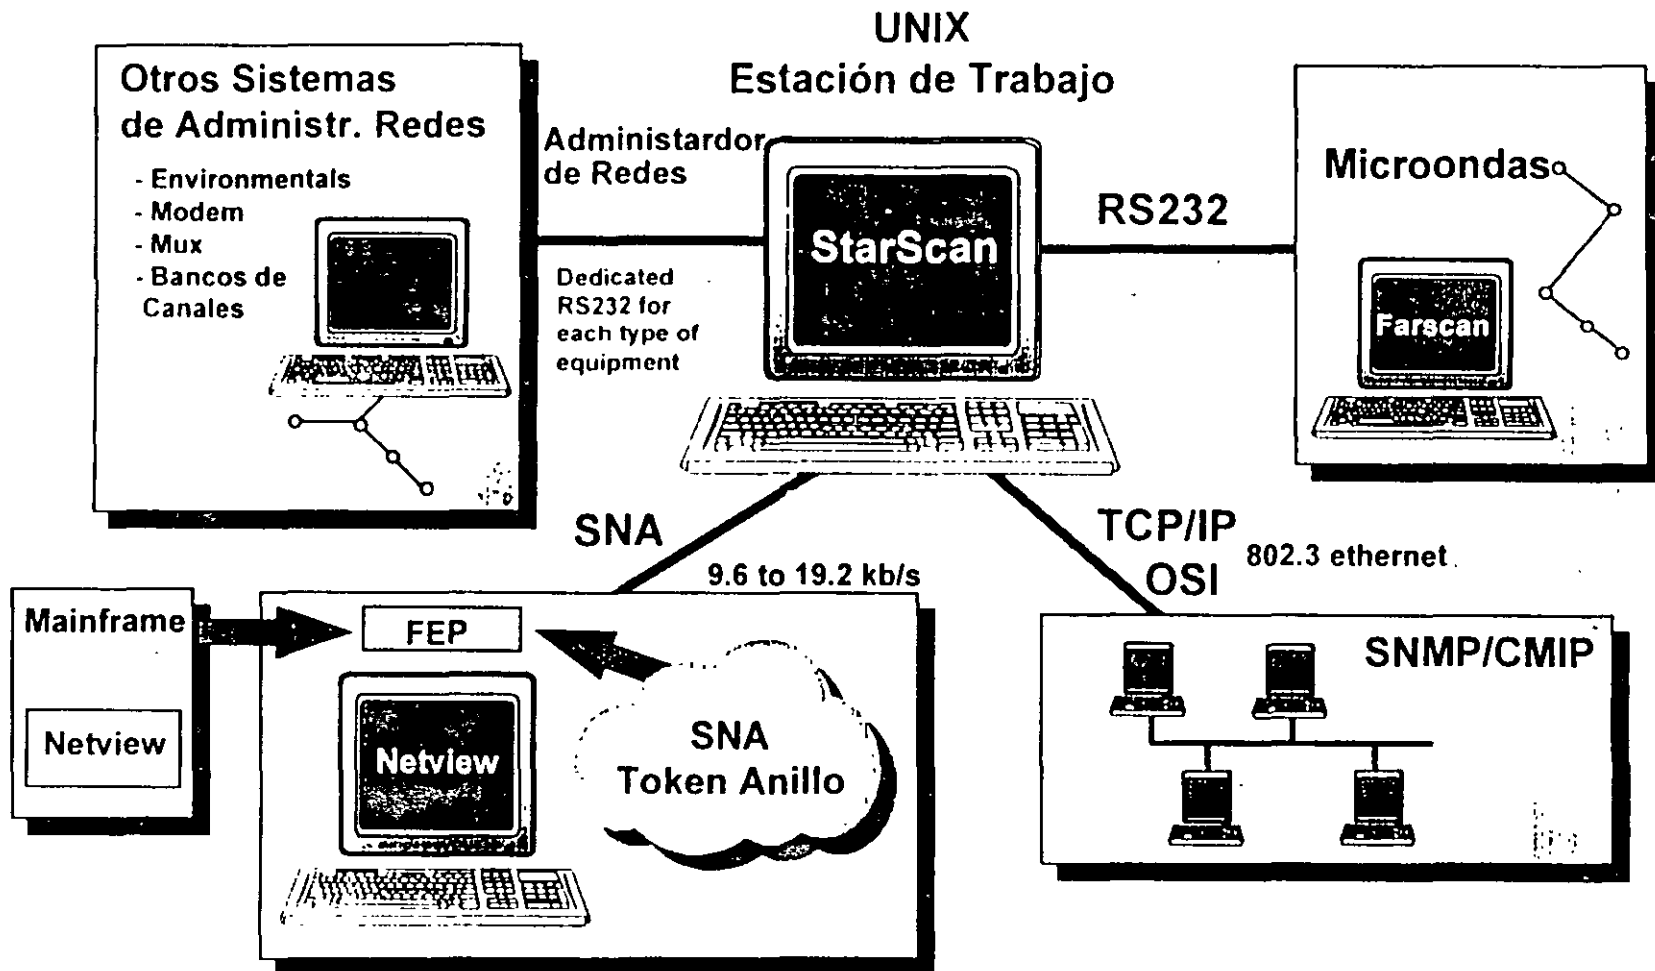 UNIX
Estación de Trabajo
Otros Sistemas
de Administr. Redes
- Environmentals
- Modem
- Mux
- Bancos de
Canales
Administardor
de Redes
Dedicated
RS232 for
each type of
equipment
StarScan
RS232
Microondas
Farscan
SNA
9.6 to 19.2 kb/s
TCP/IP
OSI
802.3 ethernet
Mainframe
Netview
FEP
Netview
SNA
Token Anillo
SNMP/CMIP